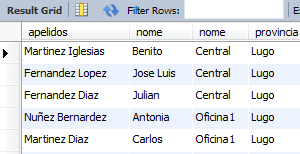 Result Grid Filter Rows:
apelidos nome nome provincia
Martinez Iglesias Benito Central Lugo
Fernandez Lopez Jose Luis Central Lugo
Fernandez Diaz Julian Central Lugo
Nuñez Bernardez Antonia Oficina1 Lugo
Martinez Diaz Carlos Oficina1 Lugo